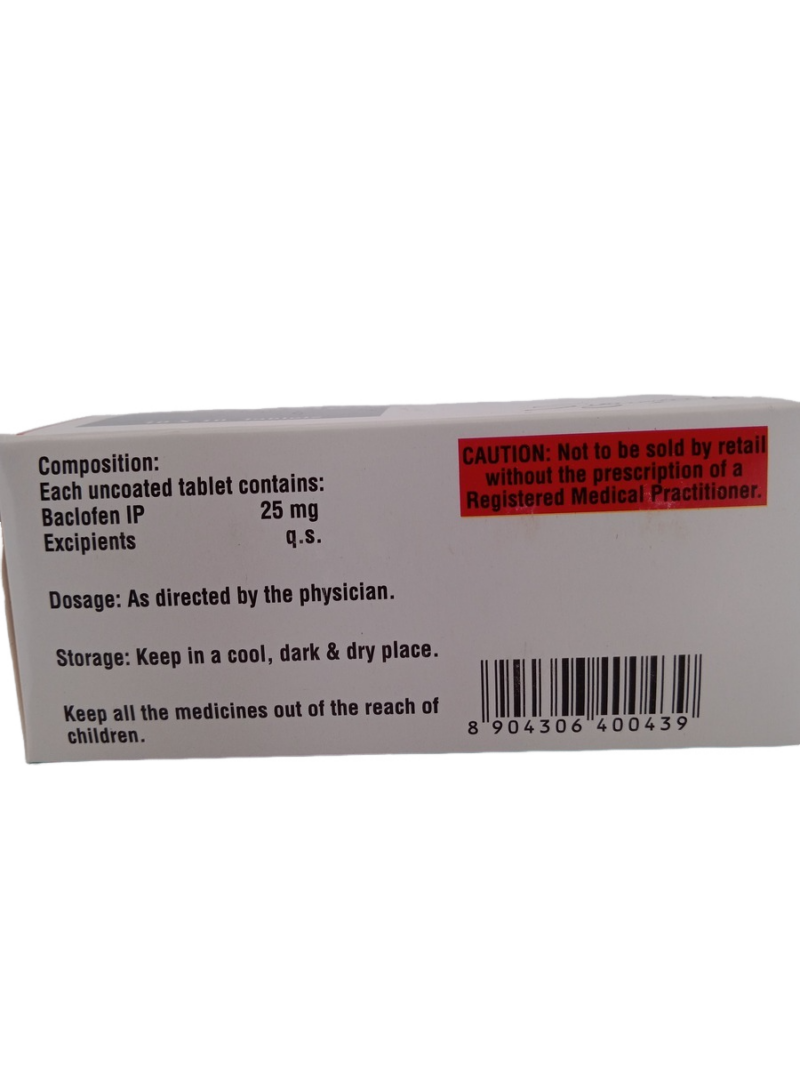 Composition:
Each uncoated tablet contains:
Baclofen IP 25 mg
Excipients q.s.
Dosage: As directed by the physician.
Storage: Keep in a cool, dark & dry place.
Keep all the medicines out of the reach of
children.
CAUTION: Not to be sold by retail
without the prescription of a
Registered Medical Practitioner.
8 904306 400439